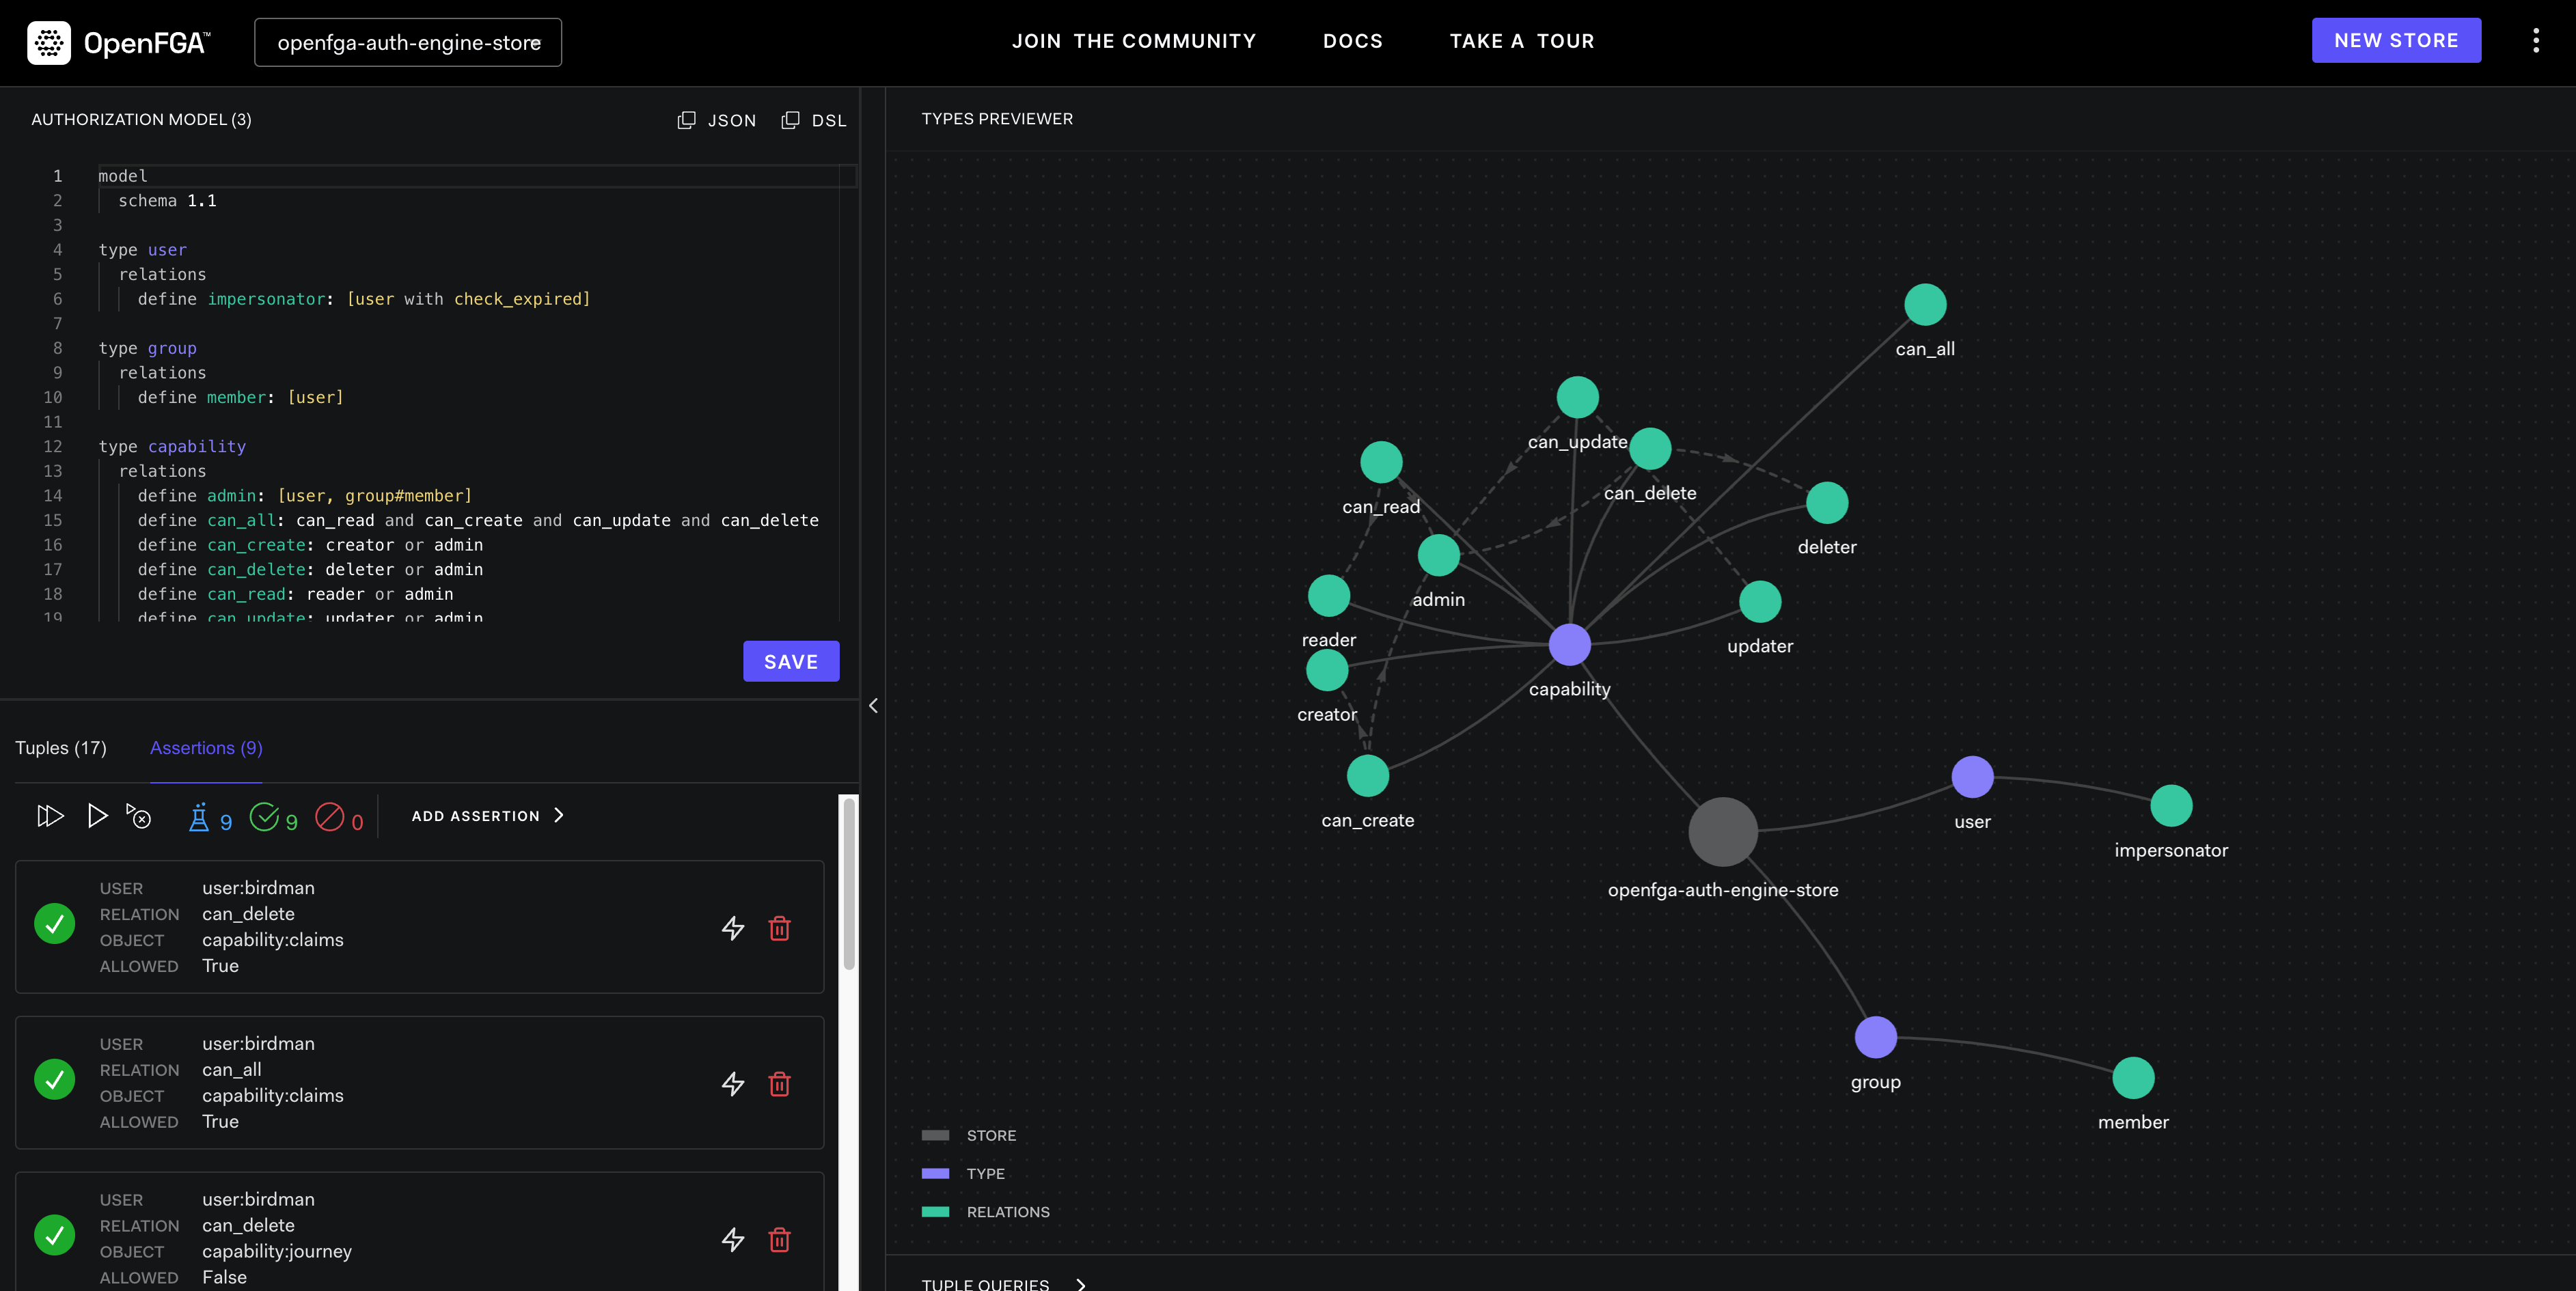 OpenFGA™
openfga-auth-engine-store
JOIN THE COMMUNITY
DOCS
TAKE A TOUR
NEW STORE
AUTHORIZATION MODEL (3)
JSON
DSL
1 model
2 schema 1.1
3
4 type user
5 relations
6 define impersonator: [user with check_expired]
7
8 type group
9 relations
10 define member: [user]
11
12 type capability
13 relations
14 define admin: [user, group#member]
15 define can_all: can_read and can_create and can_update and can_delete
16 define can_create: creator or admin
17 define can_delete: deleter or admin
18 define can_read: reader or admin
19 define can_update: updater or admin
SAVE
Tuples (17)
Assertions (9)
9
9
0
ADD ASSERTION
USER user:birdman
RELATION can_delete
OBJECT capability:claims
ALLOWED True
USER user:birdman
RELATION can_all
OBJECT capability:claims
ALLOWED True
USER user:birdman
RELATION can_delete
OBJECT capability:journey
ALLOWED False
TYPES PREVIEWER
can_all
can_update
can_delete
can_read
deleter
admin
reader
updater
capability
creator
can_create
user
impersonator
openfga-auth-engine-store
group
member
STORE
TYPE
RELATIONS
TUPLE QUERIES